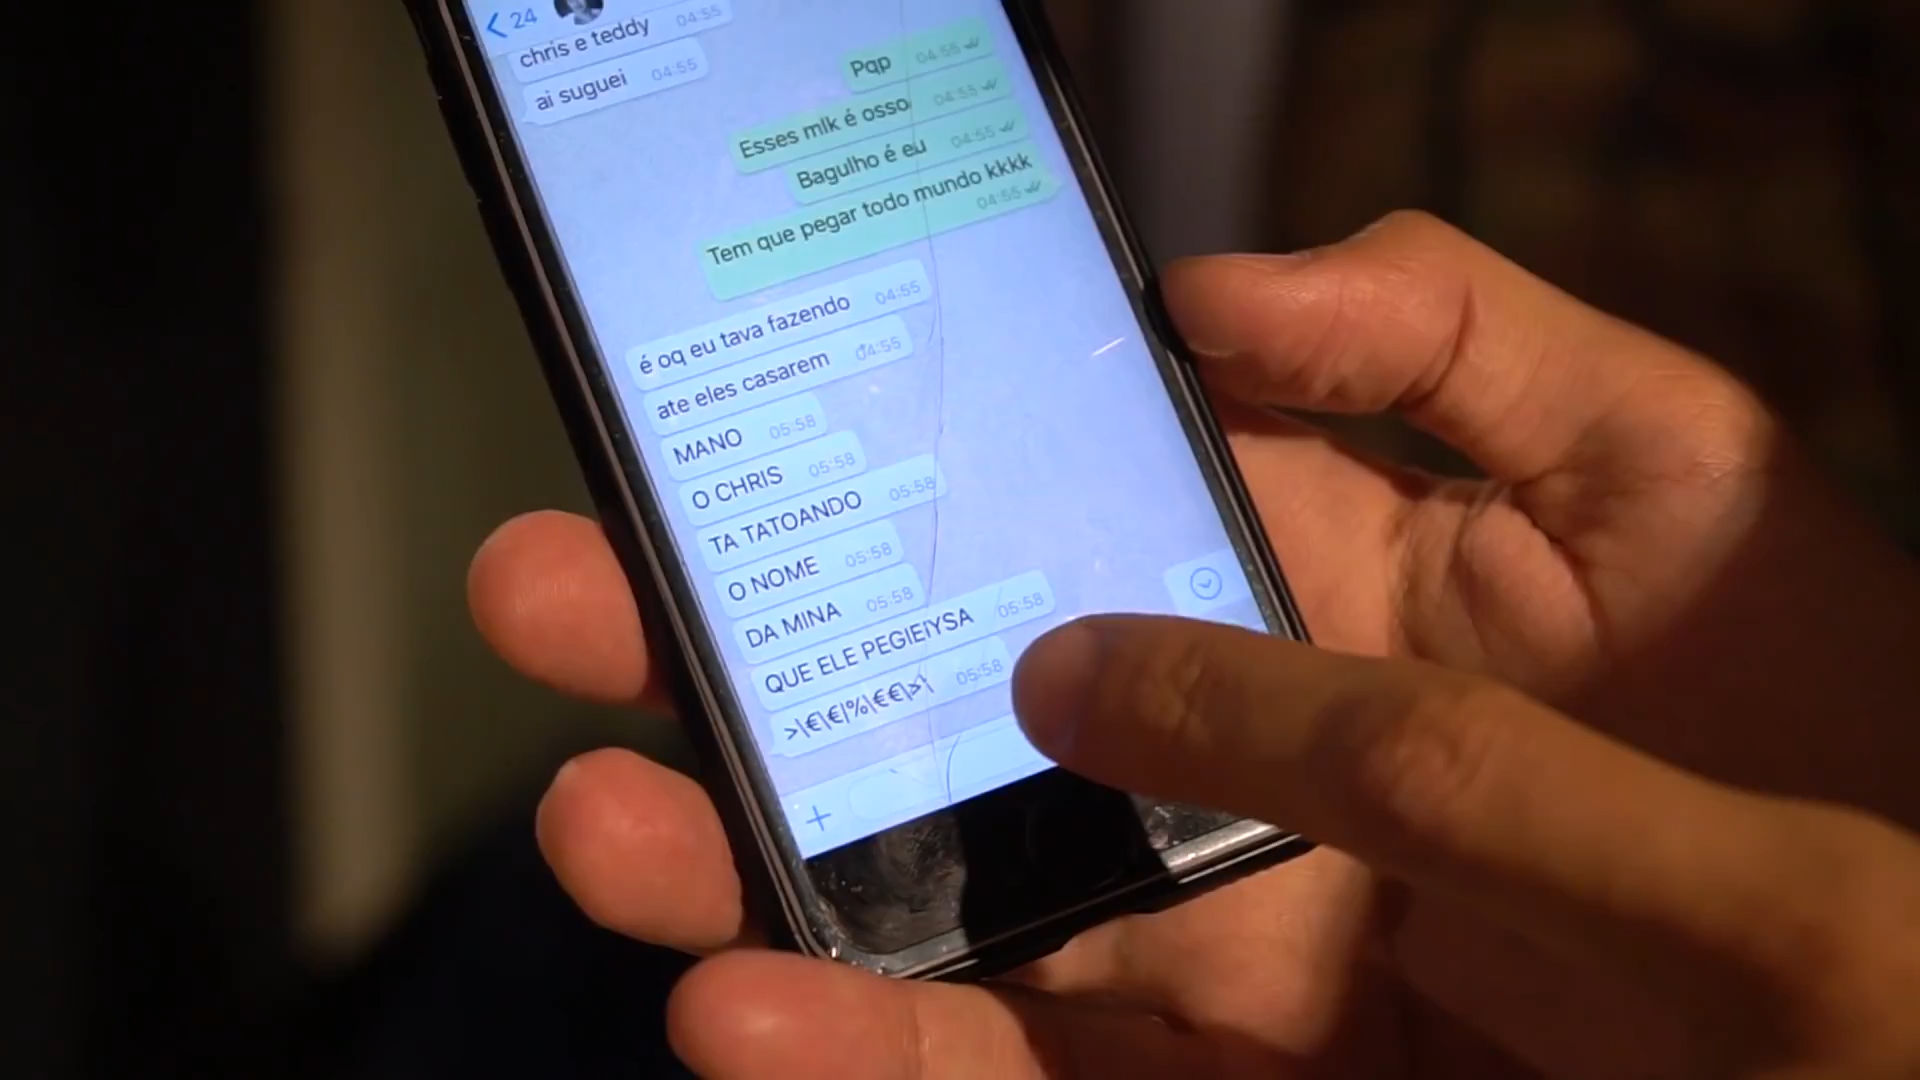 24
chris e teddy 04:55
ai suguei 04:55
Pqp 04:55
Esses mlk é osso 04:55
Bagulho é eu 04:55
Tem que pegar todo mundo kkkk
04:55
é oq eu tava fazendo 04:55
ate eles casarem 04:55
MANO 05:58
O CHRIS 05:58
TA TATOANDO 05:58
O NOME 05:58
DA MINA 05:58
QUE ELE PEGIEIYSA 05:58
>\€\€|%\€€\>\ 05:58